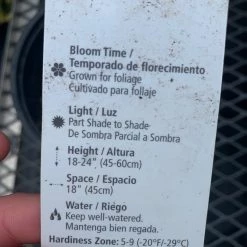 Bloom Time /
Temporado de florecimiento
Grown for foliage
Cultivado para follaje
Light / Luz
Part Shade to Shade
De Sombra Parcial a Sombra
Height / Altura
18-24" (45-60cm)
Space / Espacio
18" (45cm)
Water / Riégo
Keep well-watered.
Mantenga bien regada.
Hardiness Zone: 5-9 (-20°F/-29°C)